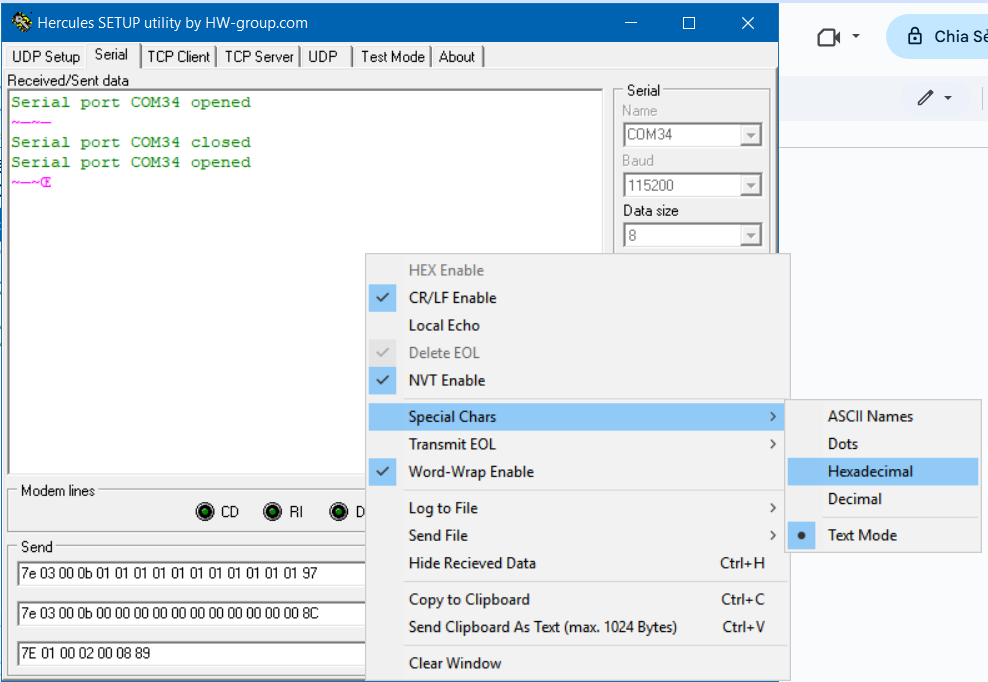 Hercules SETUP utility by HW-group.com
Chia Sẻ
UDP Setup Serial TCP Client TCP Server UDP Test Mode About
Received/Sent data
Serial port COM34 opened
~—~—
Serial port COM34 closed
Serial port COM34 opened
~—~Œ
Serial
Name
COM34
Baud
115200
Data size
8
HEX Enable
CR/LF Enable
Local Echo
Delete EOL
NVT Enable
Special Chars
Transmit EOL
Word-Wrap Enable
Log to File
Send File
Hide Recieved Data Ctrl+H
Copy to Clipboard Ctrl+C
Send Clipboard As Text (max. 1024 Bytes) Ctrl+V
Clear Window
ASCII Names
Dots
Hexadecimal
Decimal
Text Mode
Modem lines
CD RI D
Send
7e 03 00 0b 01 01 01 01 01 01 01 01 01 01 01 97
7e 03 00 0b 00 00 00 00 00 00 00 00 00 00 00 8C
7E 01 00 02 00 08 89